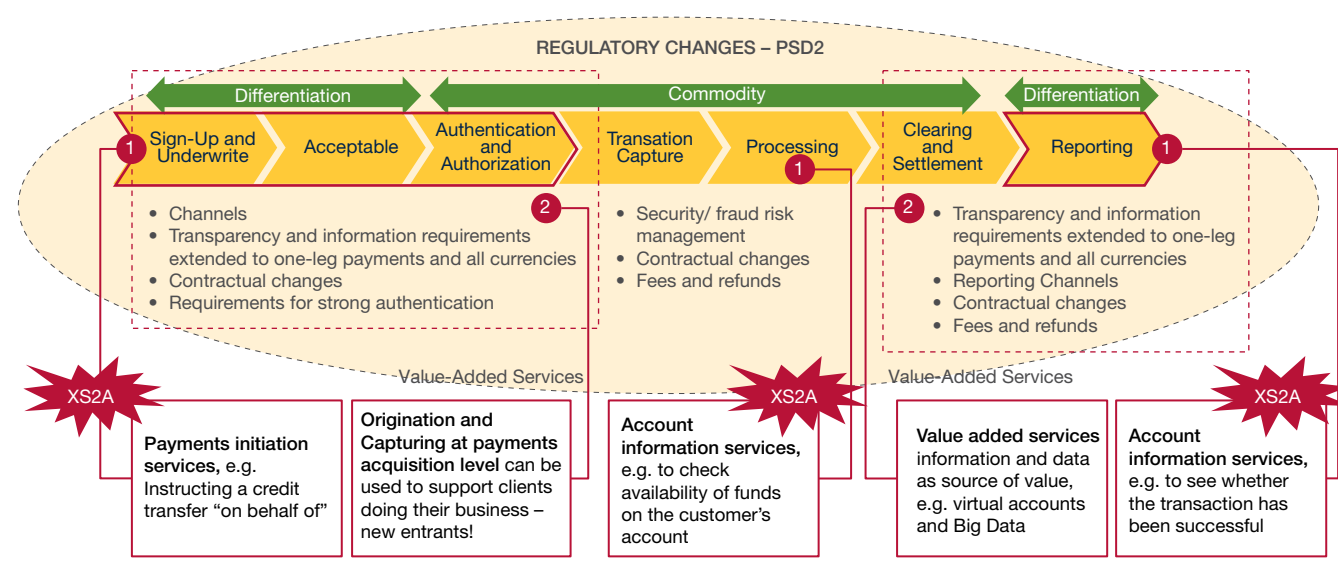 REGULATORY CHANGES – PSD2
Differentiation
Commodity
Differentiation
1
Sign-Up and
Underwrite
Acceptable
Authentication
and
Authorization
Transation
Capture
Processing
1
Clearing
and
Settlement
Reporting
1
2
• Channels
• Transparency and information requirements
extended to one-leg payments and all currencies
• Contractual changes
• Requirements for strong authentication
• Security/ fraud risk
management
• Contractual changes
• Fees and refunds
2
• Transparency and information
requirements extended to one-leg
payments and all currencies
• Reporting Channels
• Contractual changes
• Fees and refunds
Value-Added Services
Value-Added Services
XS2A
Payments initiation
services, e.g.
Instructing a credit
transfer “on behalf of”
Origination and
Capturing at payments
acquisition level can be
used to support clients
doing their business –
new entrants!
XS2A
Account
information services,
e.g. to check
availability of funds
on the customer’s
account
Value added services
information and data
as source of value,
e.g. virtual accounts
and Big Data
XS2A
Account
information services,
e.g. to see whether
the transaction has
been successful